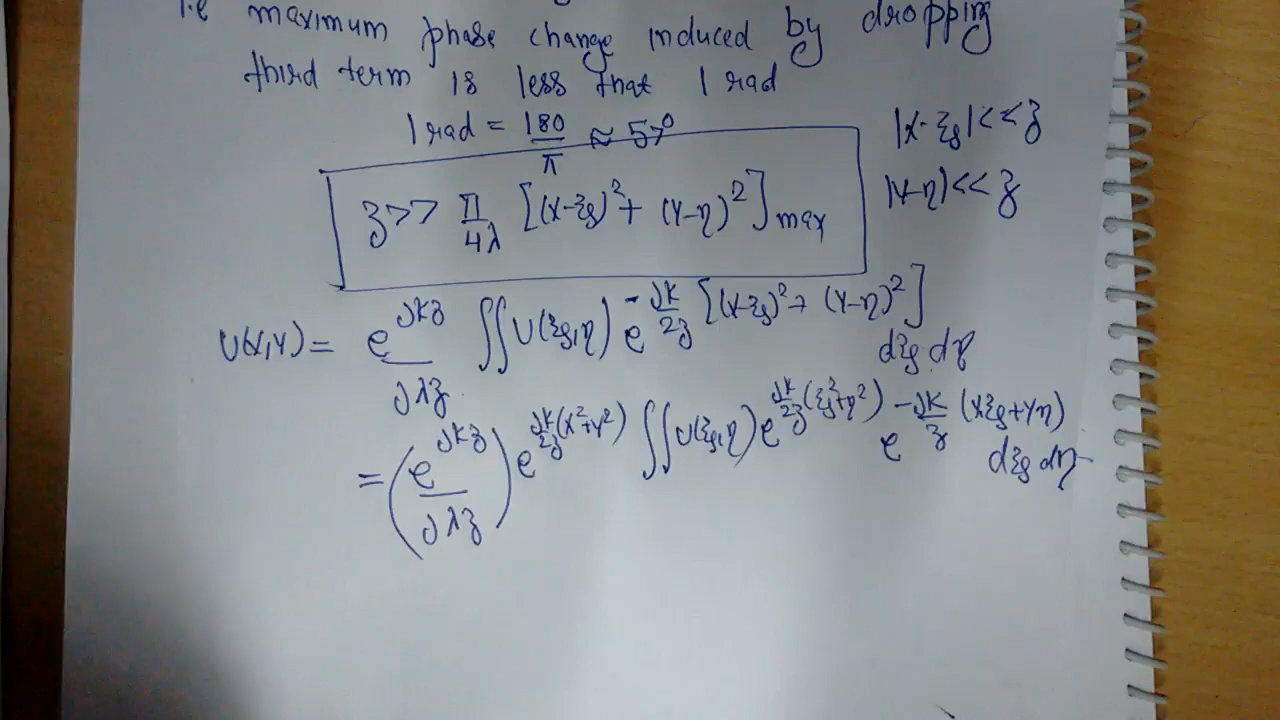 i.e maximum phase change induced by dropping
third term is less that 1 rad
1 rad = 180/π ≈ 57°
|x-ξ|<<z
z>> π/4λ [(x-ξ)²+ (y-η)²]max
|y-η|<<z
U(x,y) = e^{jkz}/jλz ∬U(ξ,η) e^{-jk/2z [(x-ξ)²+ (y-η)²]} dξ dη
= (e^{jkz}/jλz) e^{jk/2z(x²+y²)} ∬U(ξ,η) e^{jk/2z(ξ²+η²)} e^{-jk/z (xξ+yη)} dξ dη